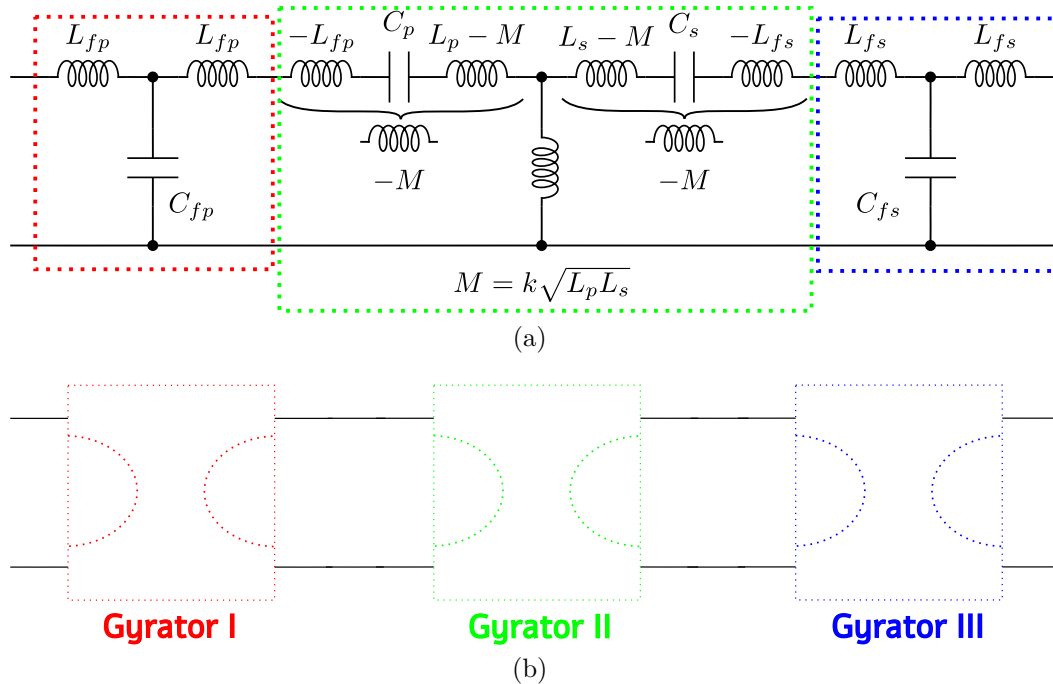 L_{fp} L_{fp} -L_{fp} C_p L_p - M L_s - M C_s -L_{fs} L_{fs} L_{fs}
-M -M
C_{fp} C_{fs}
M = k\sqrt{L_p L_s}
(a)
Gyrator I Gyrator II Gyrator III
(b)